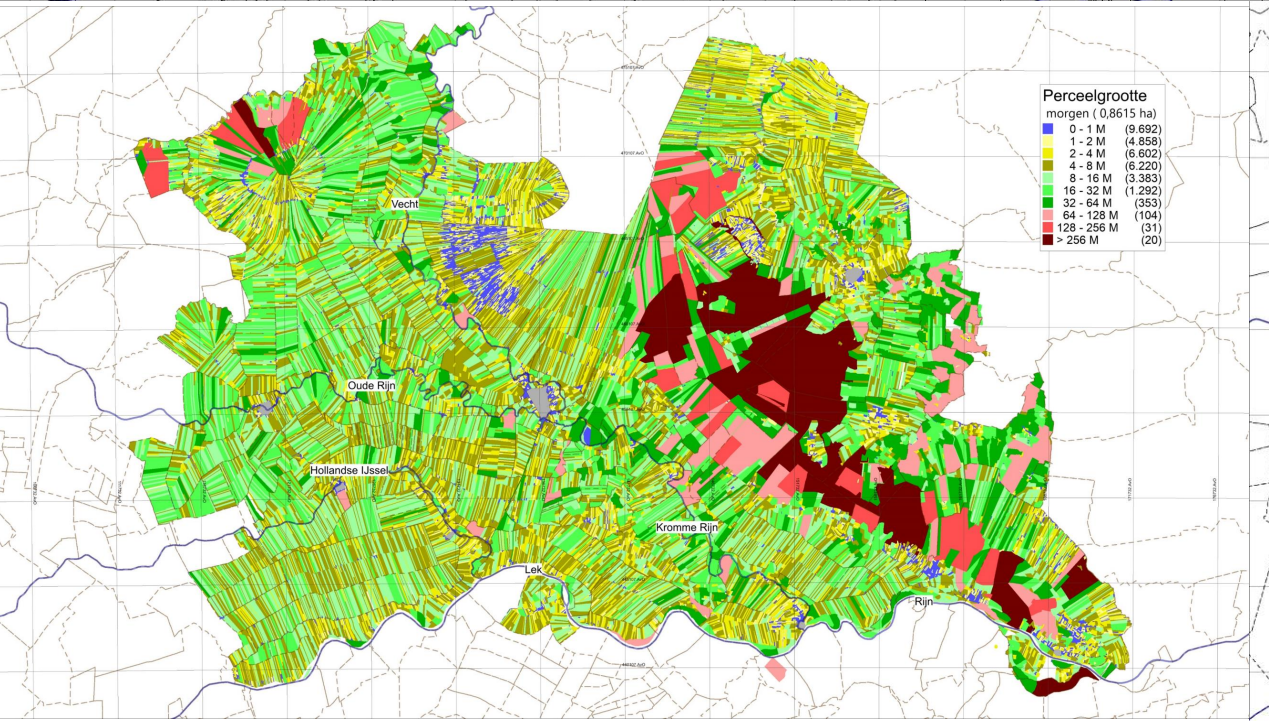 Perceelgrootte
morgen ( 0,8615 ha)
0 - 1 M (9.692)
1 - 2 M (4.858)
2 - 4 M (6.602)
4 - 8 M (6.220)
8 - 16 M (3.383)
16 - 32 M (1.292)
32 - 64 M (353)
64 - 128 M (104)
128 - 256 M (31)
> 256 M (20)
Vecht
Oude Rijn
Hollandse IJssel
Kromme Rijn
Lek
Rijn